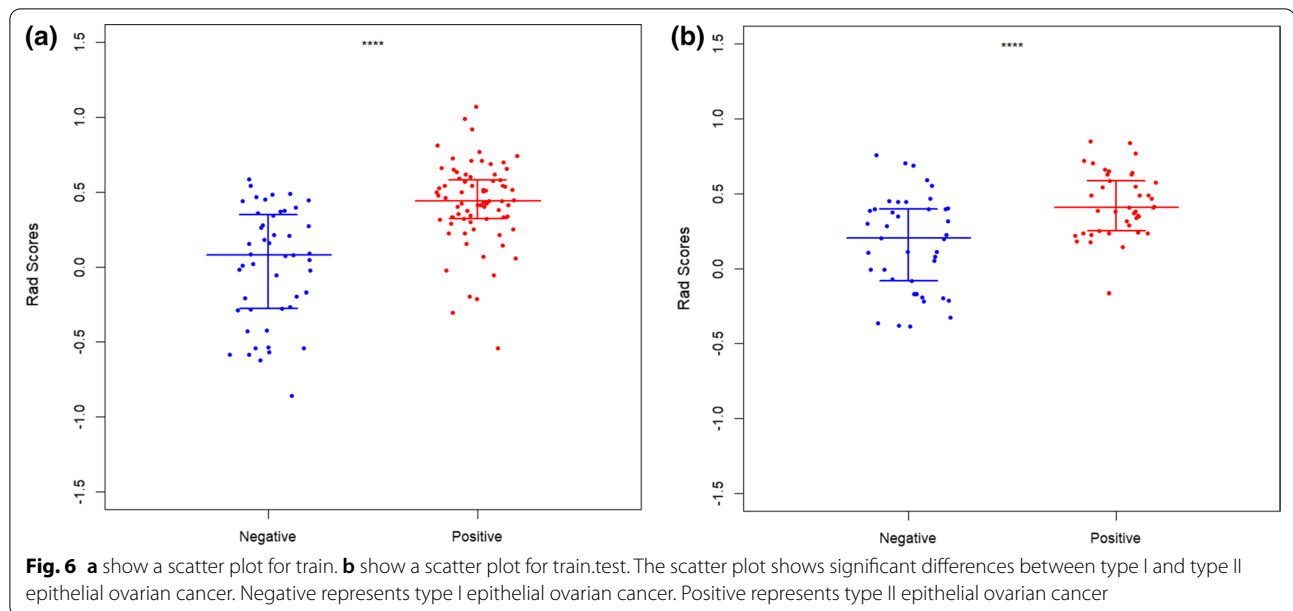 (a)
****
1.5
1.0
0.5
0.0
-0.5
-1.0
-1.5
Rad Scores
Negative Positive
(b)
****
1.5
1.0
0.5
0.0
-0.5
-1.0
-1.5
Rad Scores
Negative Positive
Fig. 6 a show a scatter plot for train. b show a scatter plot for train.test. The scatter plot shows significant differences between type I and type II
epithelial ovarian cancer. Negative represents type I epithelial ovarian cancer. Positive represents type II epithelial ovarian cancer